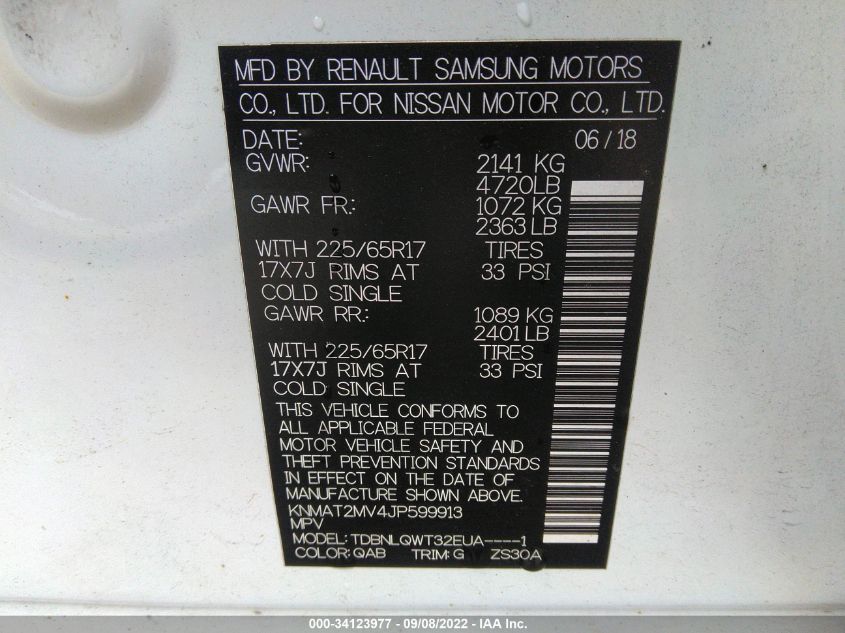 MFD BY RENAULT SAMSUNG MOTORS
CO., LTD. FOR NISSAN MOTOR CO., LTD.
DATE: 06/18
GVWR: 2141 KG
4720LB
GAWR FR.: 1072 KG
2363 LB
WITH 225/65R17 TIRES
17X7J RIMS AT 33 PSI
COLD SINGLE
GAWR RR.: 1089 KG
2401 LB
WITH 225/65R17 TIRES
17X7J RIMS AT 33 PSI
COLD SINGLE
THIS VEHICLE CONFORMS TO
ALL APPLICABLE FEDERAL
MOTOR VEHICLE SAFETY AND
THEFT PREVENTION STANDARDS
IN EFFECT ON THE DATE OF
MANUFACTURE SHOWN ABOVE.
KNMAT2MV4JP599913
MPV
MODEL: TDBNLQWT32EUA----1
COLOR: QAB TRIM: G ZS30A
000-34123977 - 09/08/2022 - IAA Inc.